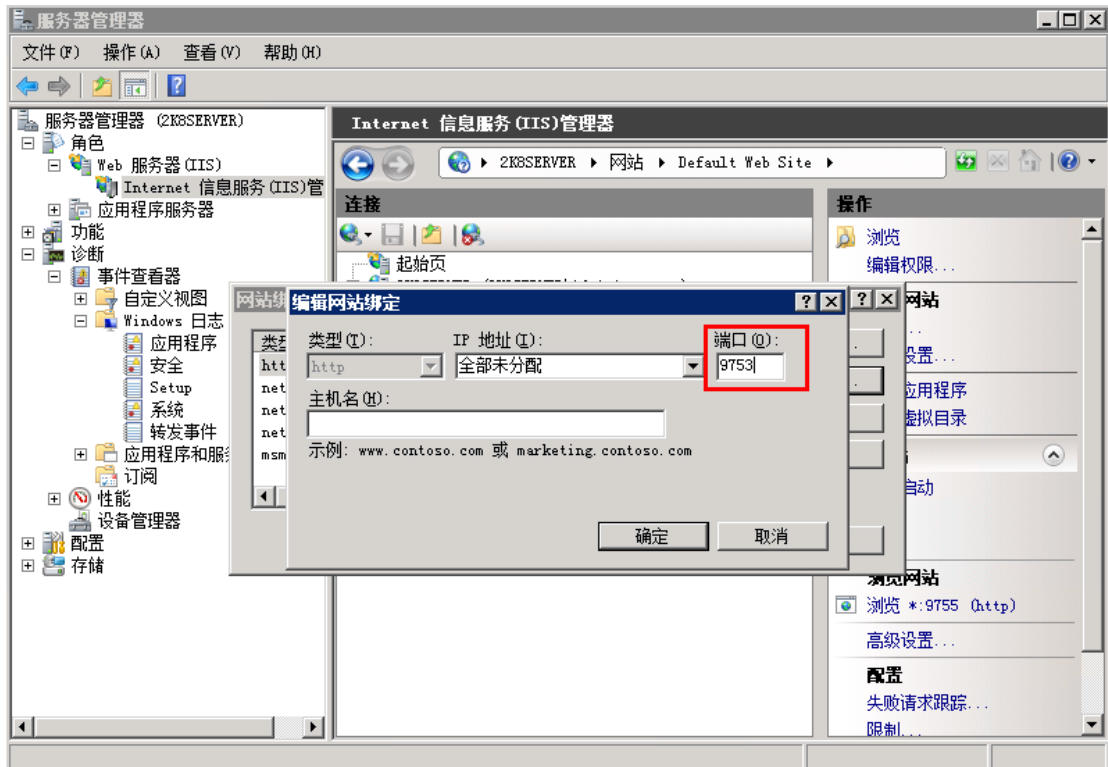 服务器管理器
文件(F) 操作(A) 查看(V) 帮助(H)
服务器管理器 (2K8SERVER)
角色
Web 服务器(IIS)
Internet 信息服务(IIS)管
应用程序服务器
功能
诊断
事件查看器
自定义视图
Windows 日志
应用程序
安全
Setup
系统
转发事件
应用程序和服
订阅
性能
设备管理器
配置
存储
Internet 信息服务(IIS)管理器
2K8SERVER 网站 Default Web Site
连接
起始页
网站绑
类型
htt
net
net
net
msm
编辑网站绑定
类型(T): IP 地址(I): 端口(O):
http 全部未分配 9753
主机名(H):
示例: www.contoso.com 或 marketing.contoso.com
确定 取消
操作
浏览
编辑权限...
网站
设置...
应用程序
虚拟目录
启动
浏览网站
浏览 *:9755 (http)
高级设置...
配置
失败请求跟踪...
限制...